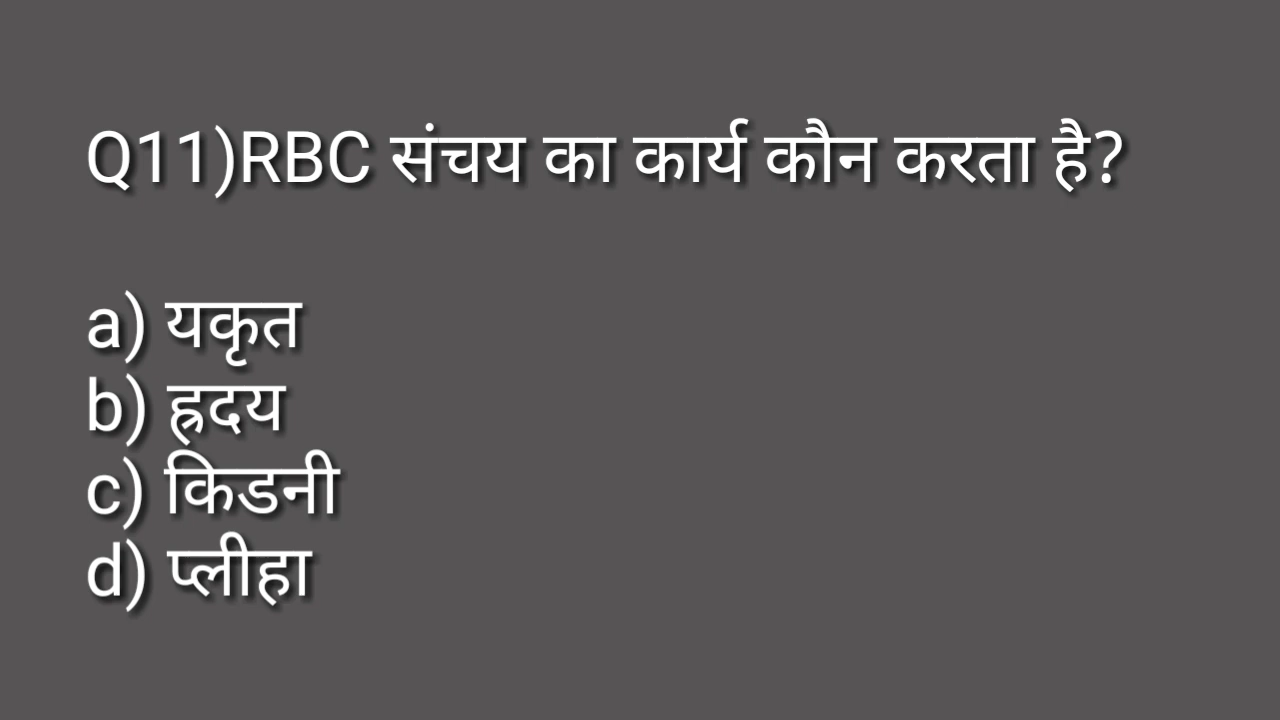 Q11)RBC संचय का कार्य कौन करता है?
a) यकृत
b) ह्रदय
c) किडनी
d) प्लीहा